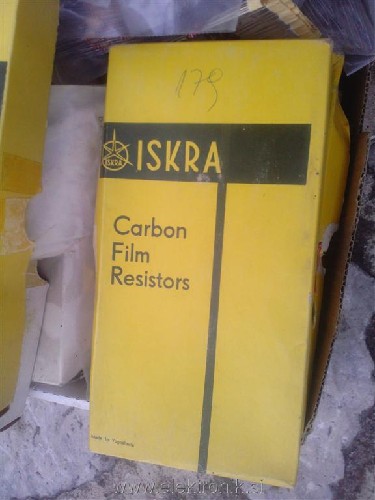 179
ISKRA
ISKRA
Carbon
Film
Resistors
made in Yugoslavia
www.elektronik.si